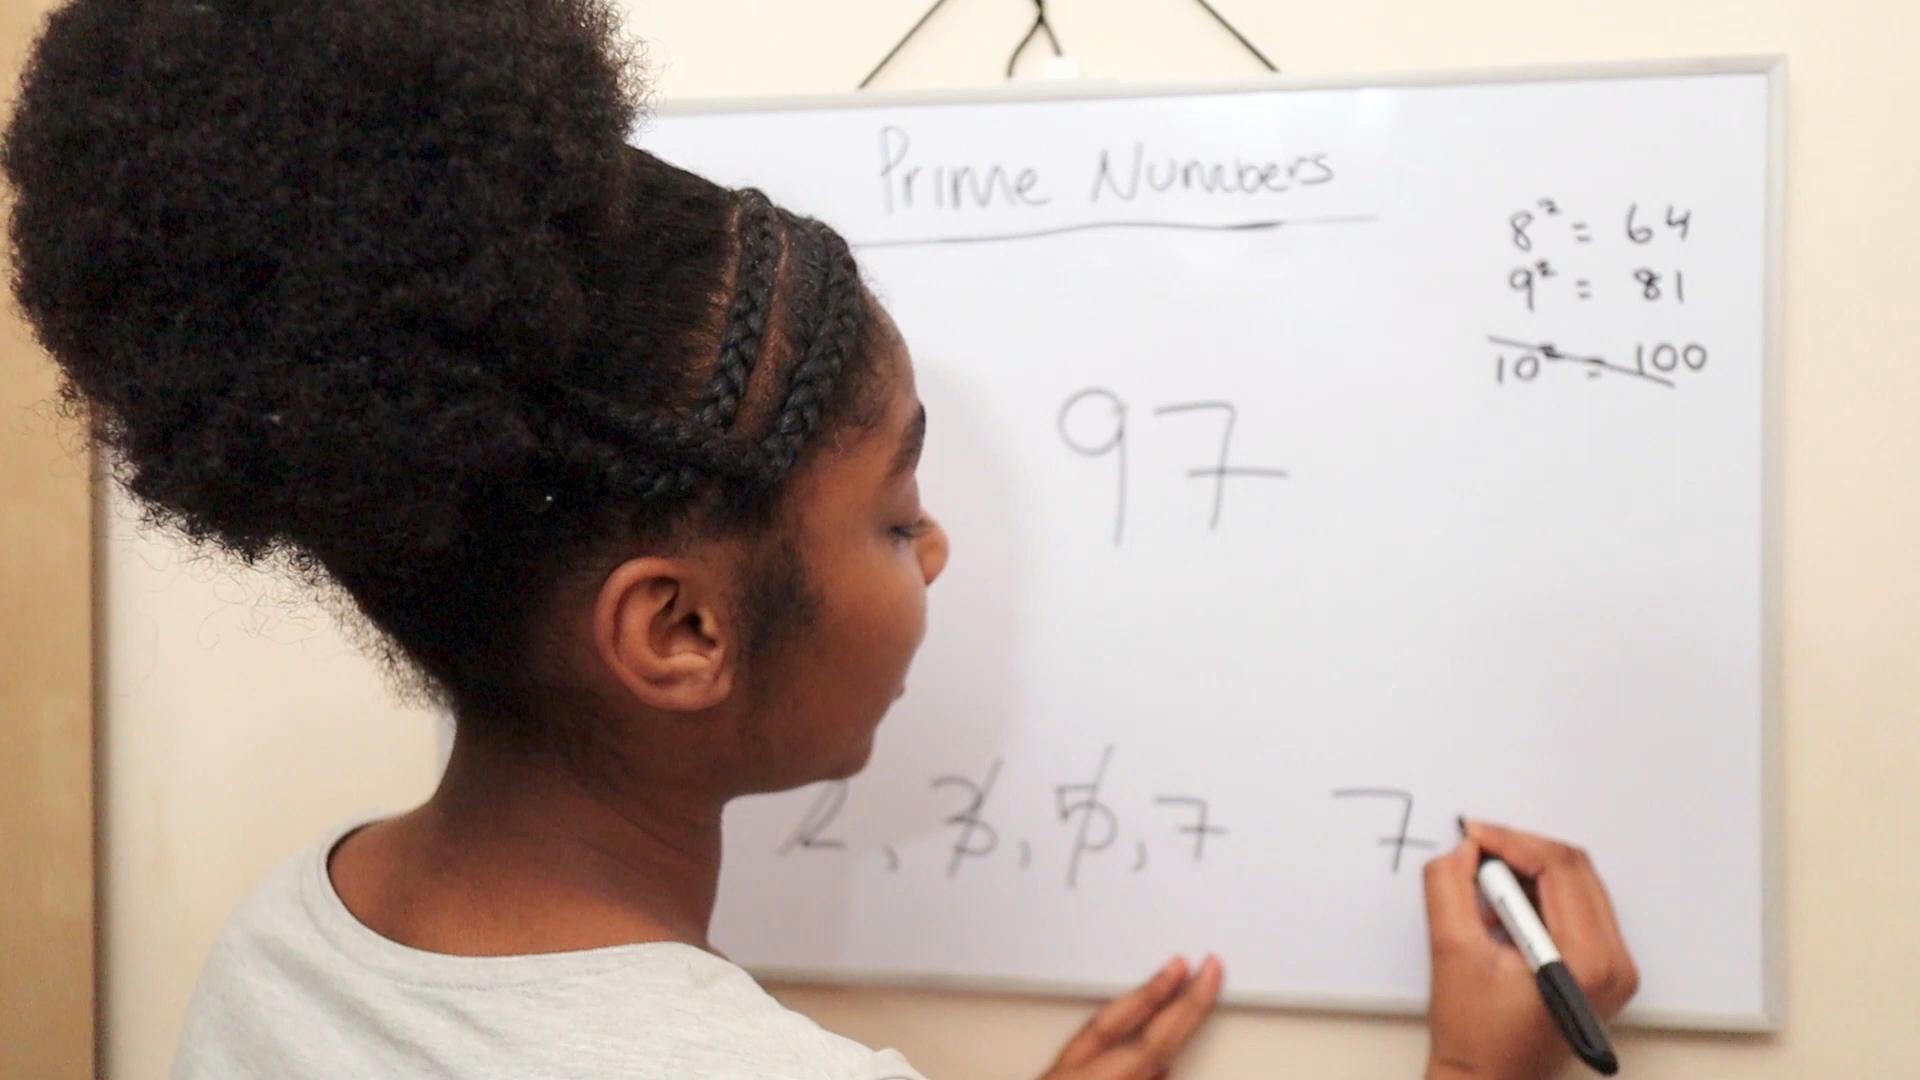 Prime Numbers
8² = 64
9² = 81
10² = 100
97
2, 3, 5, 7 7